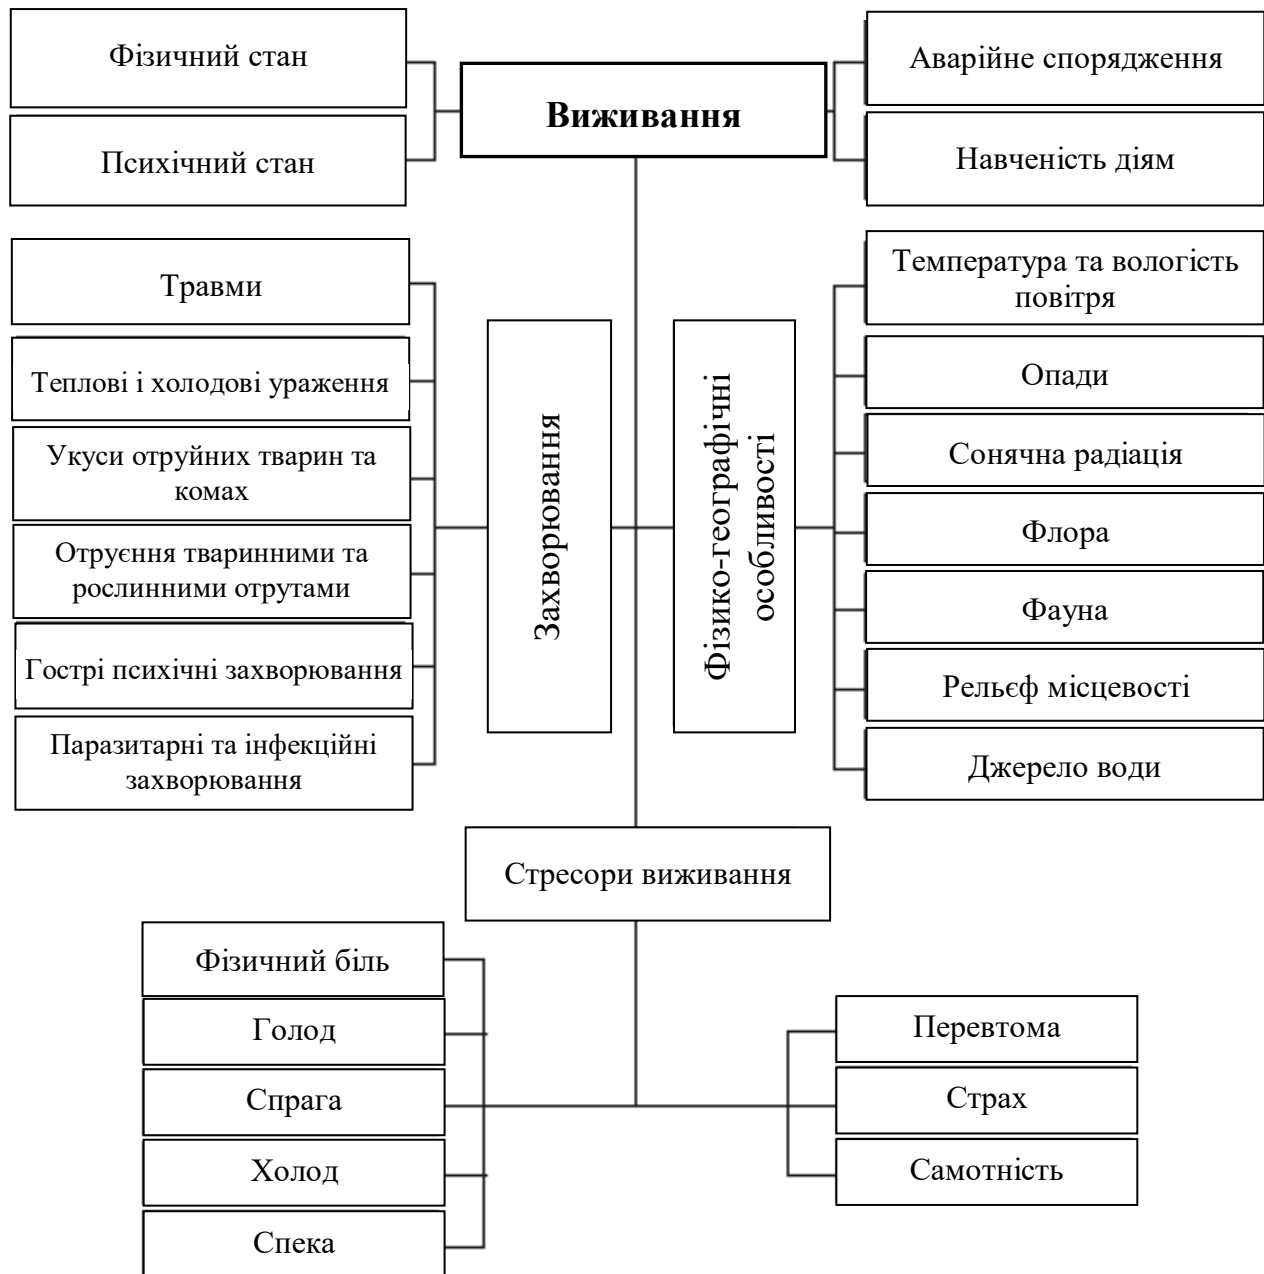 Фізичний стан
Психічний стан
Виживання
Аварійне спорядження
Навченість діям
Травми
Теплові і холодові ураження
Укуси отруйних тварин та
комах
Отруєння тваринними та
рослинними отрутами
Гострі психічні захворювання
Паразитарні та інфекційні
захворювання
Захворювання
Фізико-географічні
особливості
Температура та вологість
повітря
Опади
Сонячна радіація
Флора
Фауна
Рельєф місцевості
Джерело води
Стресори виживання
Фізичний біль
Голод
Спрага
Холод
Спека
Перевтома
Страх
Самотність